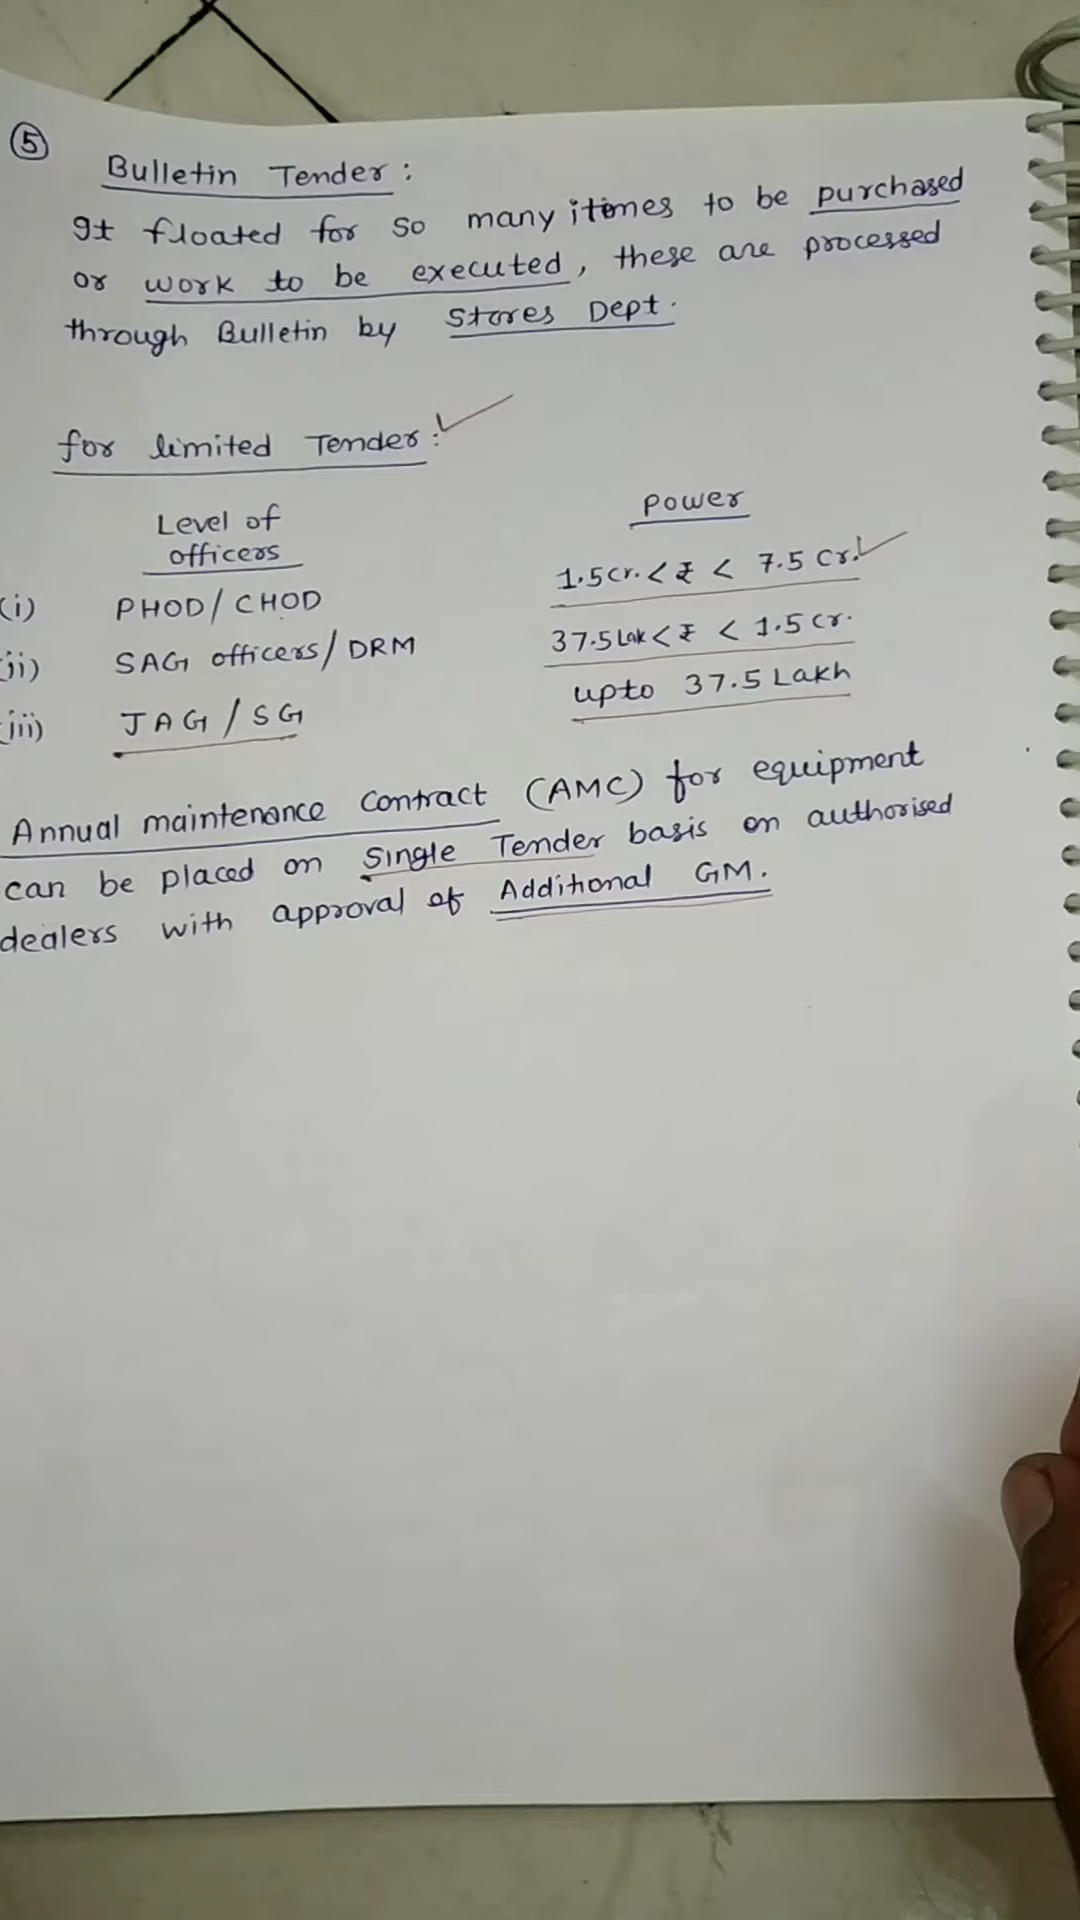 5
Bulletin Tender :
It floated for so many itomes to be purchased
or work to be executed, these are processed
through Bulletin by Stores Dept.
for limited Tender :
Level of officers
Power
(i) PHOD/CHOD 1.5 Cr. < ₹ < 7.5 Cr.
(ii) SAG officers/DRM 37.5 Lak < ₹ < 1.5 Cr.
(iii) JAG/SG upto 37.5 Lakh
Annual maintenance Contract (AMC) for equipment
can be placed on Single Tender basis on authorised
dealers with approval of Additional GM.